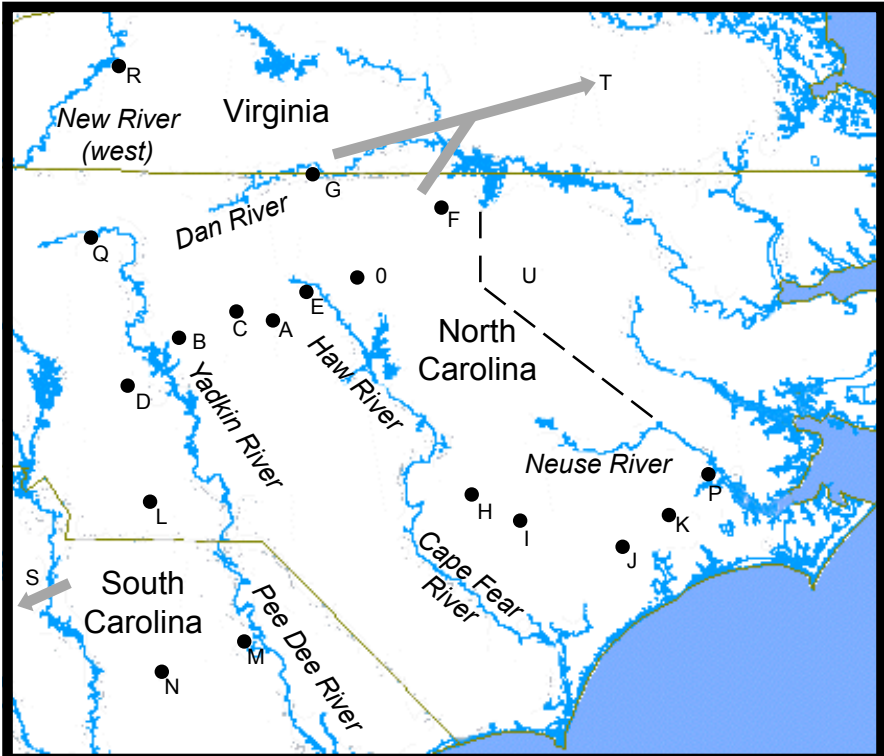 T
R
Virginia
New River
(west)
G
F
Dan River
Q
0
U
E
C
A
B
North
Carolina
Haw River
Yadkin River
D
Neuse River
P
H
K
L
I
J
Cape Fear
River
S
South
Carolina
Pee Dee River
M
N